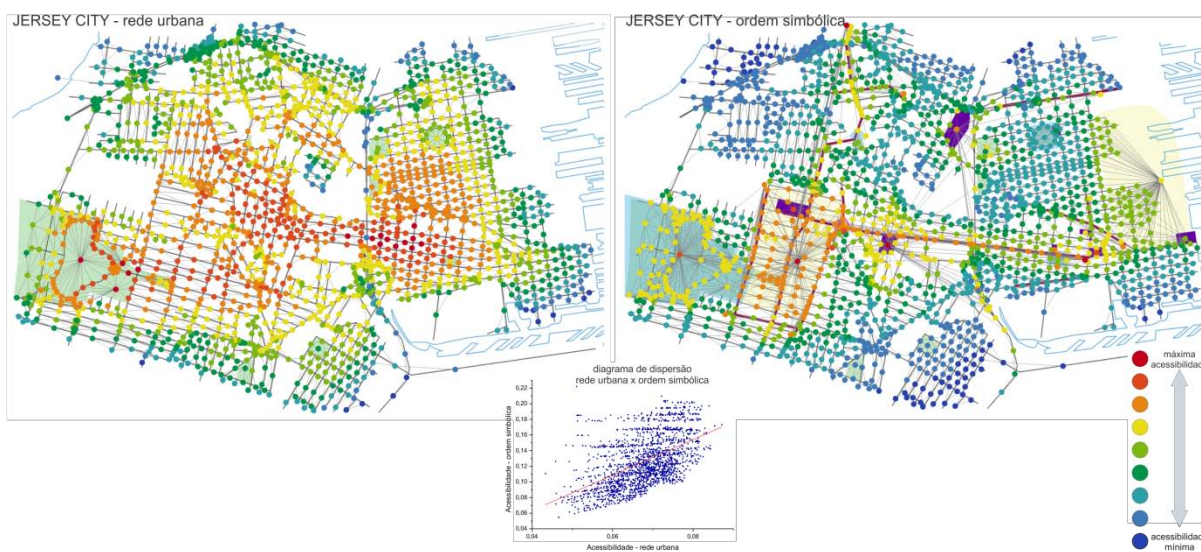 JERSEY CITY - rede urbana
JERSEY CITY - ordem simbólica
máxima
acessibilidade
acessibilidade
mínima
diagrama de dispersão
rede urbana x ordem simbólica
Acessibilidade - ordem simbólica
0,22
0,20
0,18
0,16
0,14
0,12
0,10
0,08
0,06
0,04
0,04
0,06
0,08
Acessibilidade - rede urbana